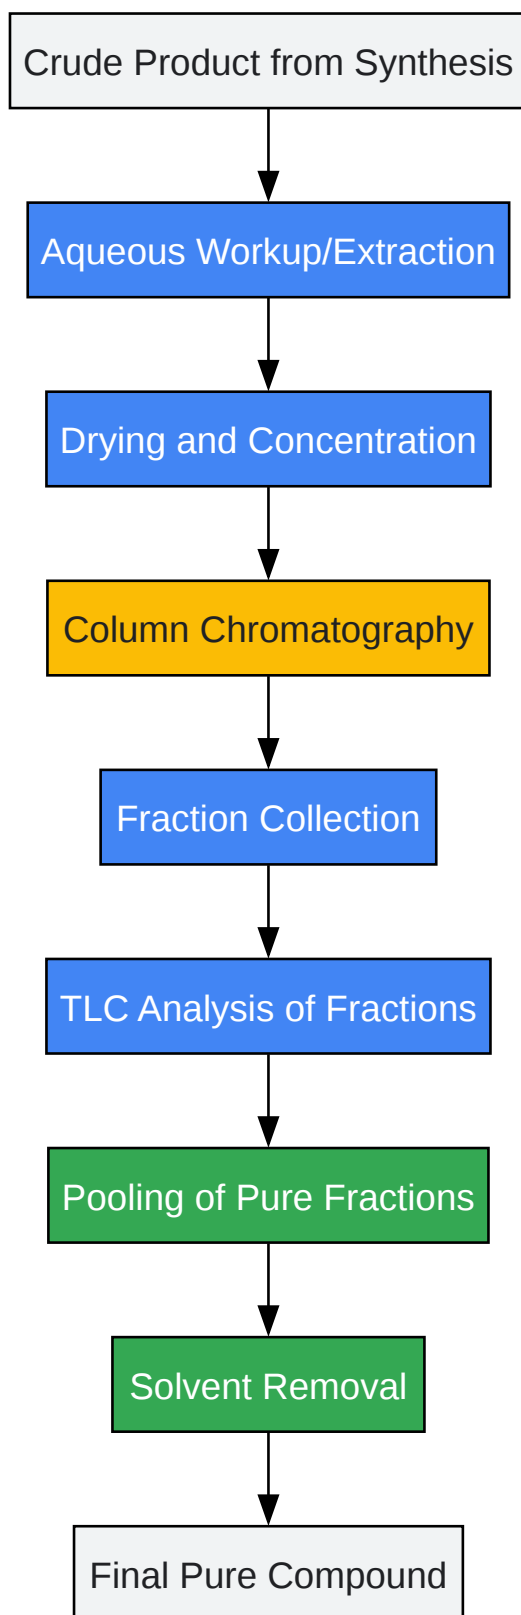 Crude Product from Synthesis
Aqueous Workup/Extraction
Drying and Concentration
Column Chromatography
Fraction Collection
TLC Analysis of Fractions
Pooling of Pure Fractions
Solvent Removal
Final Pure Compound